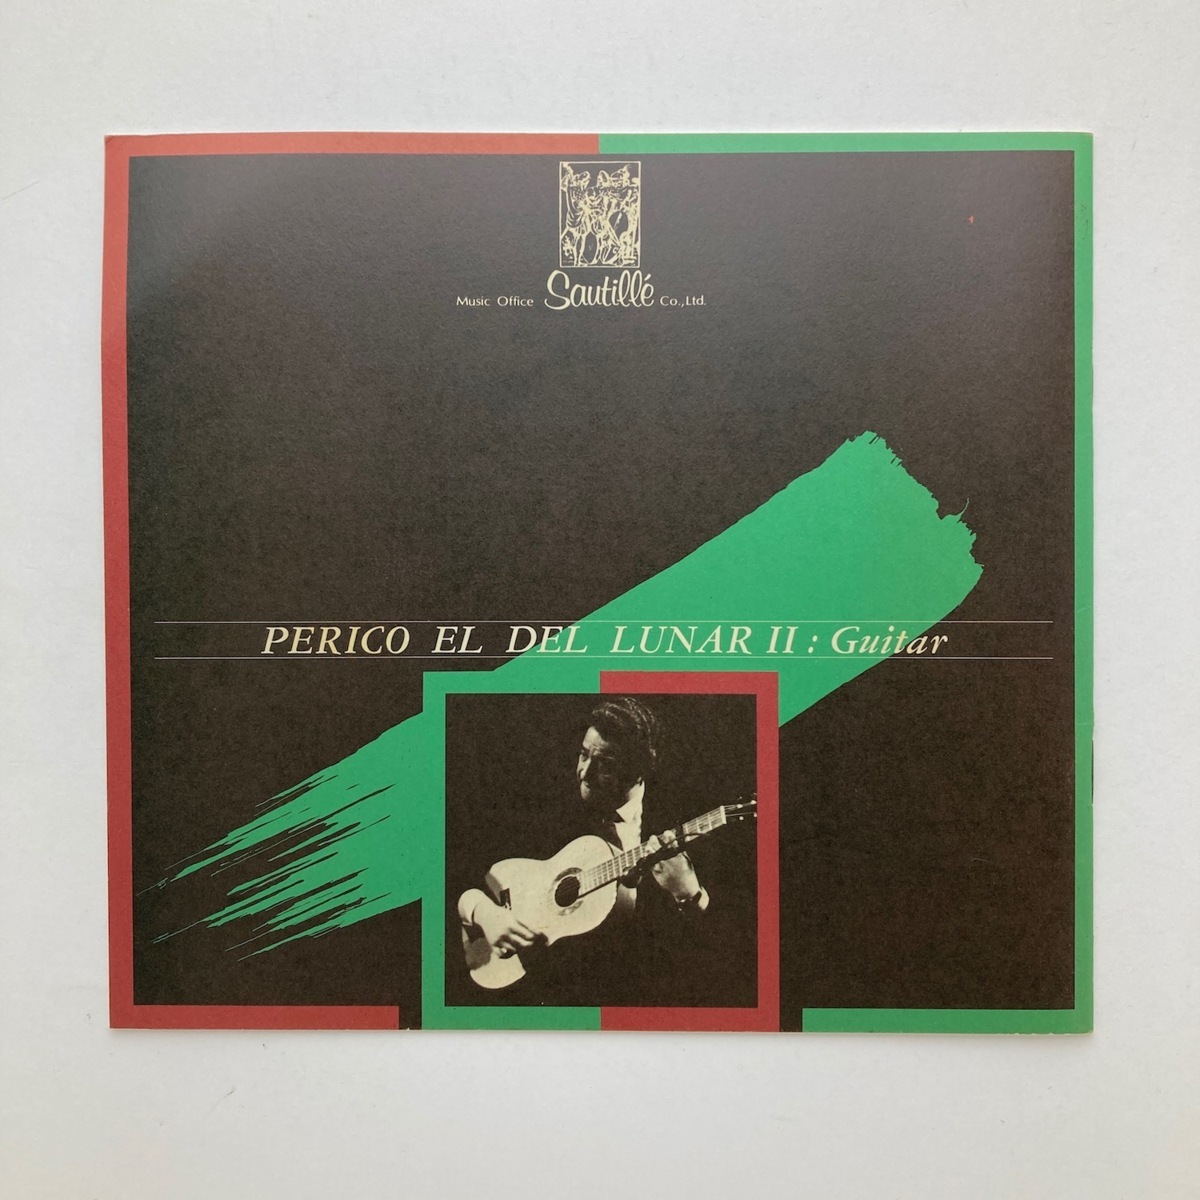 Music Office Sautillé Co.,Ltd.
PERICO EL DEL LUNAR II : Guitar